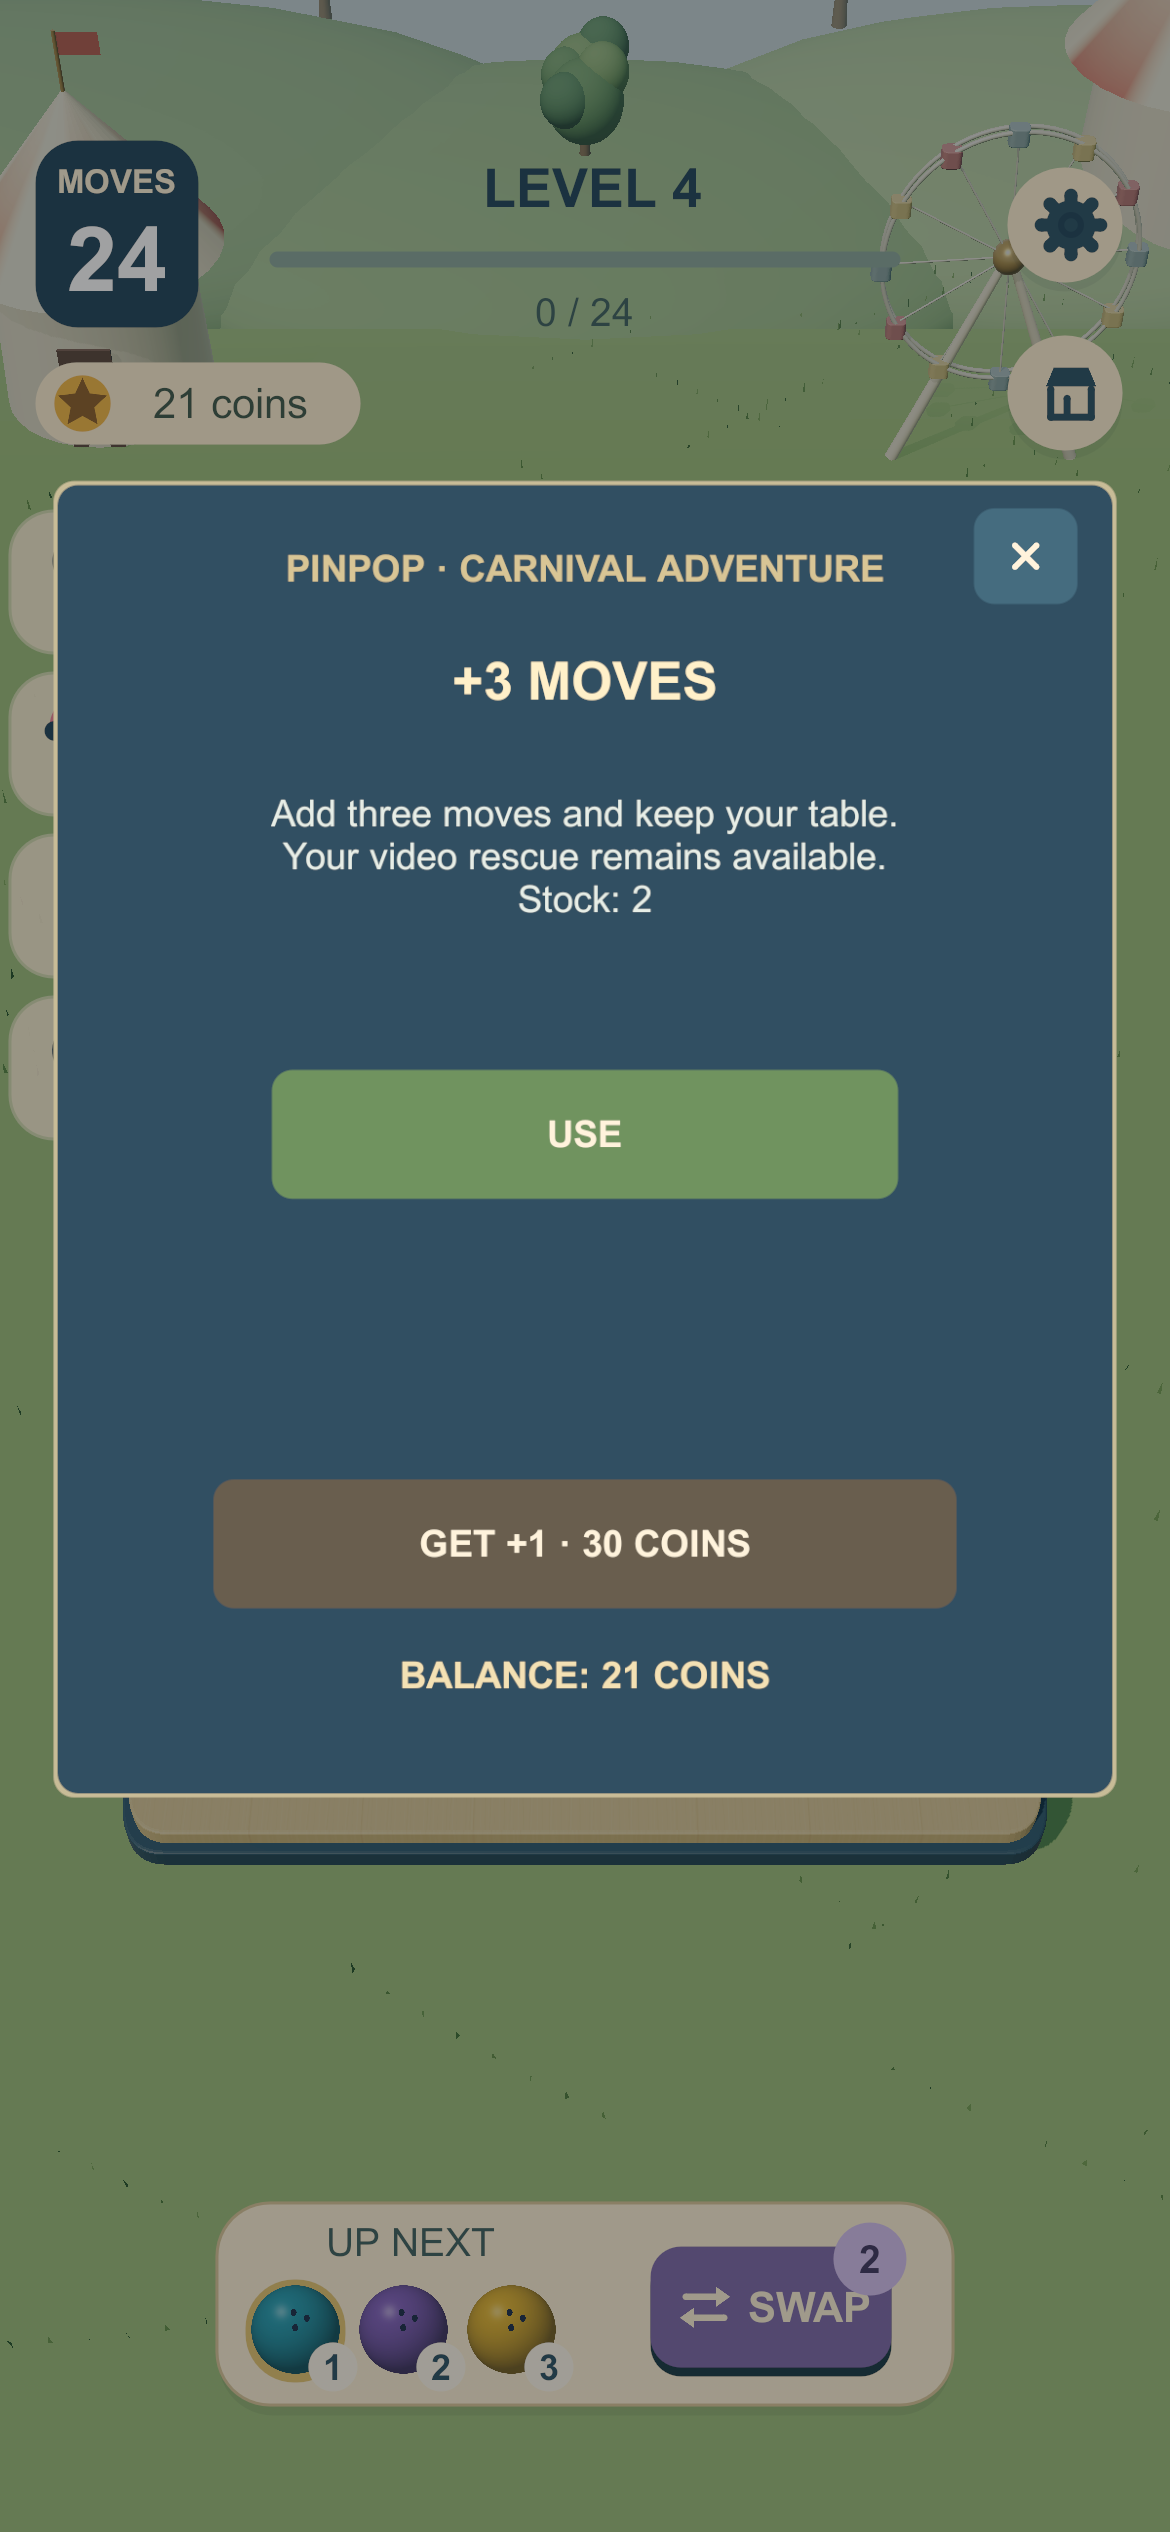 MOVES
24
LEVEL 4
0 / 24
21 coins
PINPOP · CARNIVAL ADVENTURE
+3 MOVES
Add three moves and keep your table.
Your video rescue remains available.
Stock: 2
USE
GET +1 · 30 COINS
BALANCE: 21 COINS
UP NEXT
1
2
3
SWAP
2